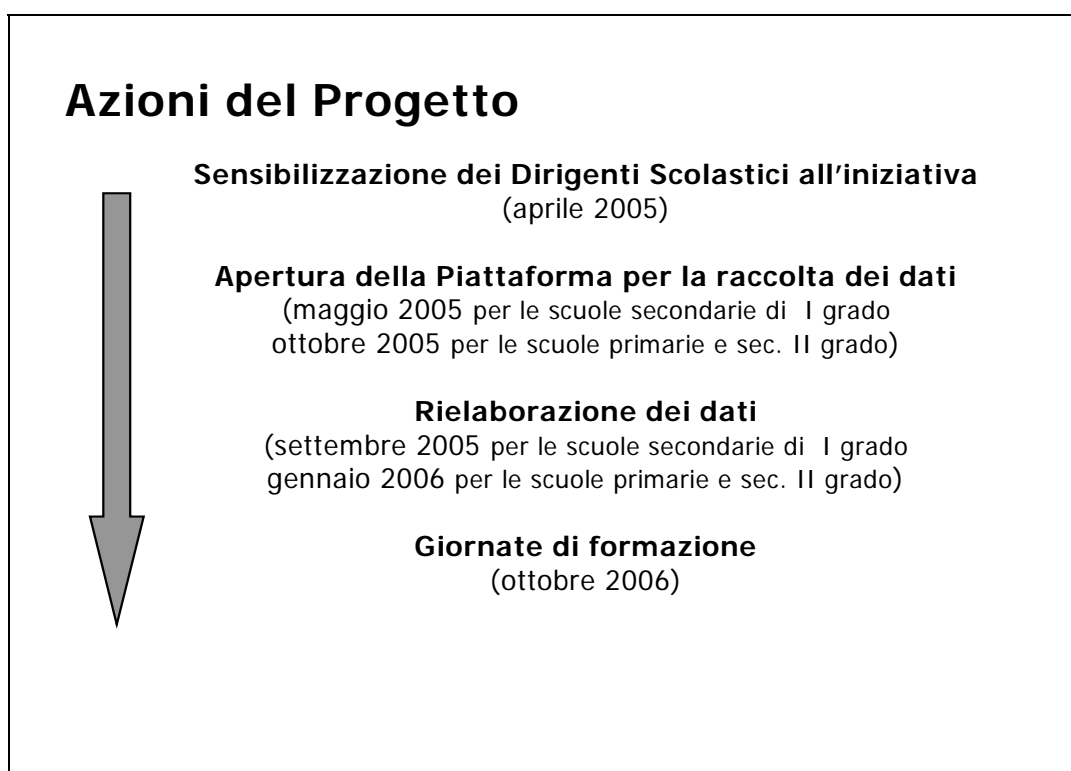 Azioni del Progetto
Sensibilizzazione dei Dirigenti Scolastici all'iniziativa
(aprile 2005)
Apertura della Piattaforma per la raccolta dei dati
(maggio 2005 per le scuole secondarie di I grado
ottobre 2005 per le scuole primarie e sec. II grado)
Rielaborazione dei dati
(settembre 2005 per le scuole secondarie di I grado
gennaio 2006 per le scuole primarie e sec. II grado)
Giornate di formazione
(ottobre 2006)